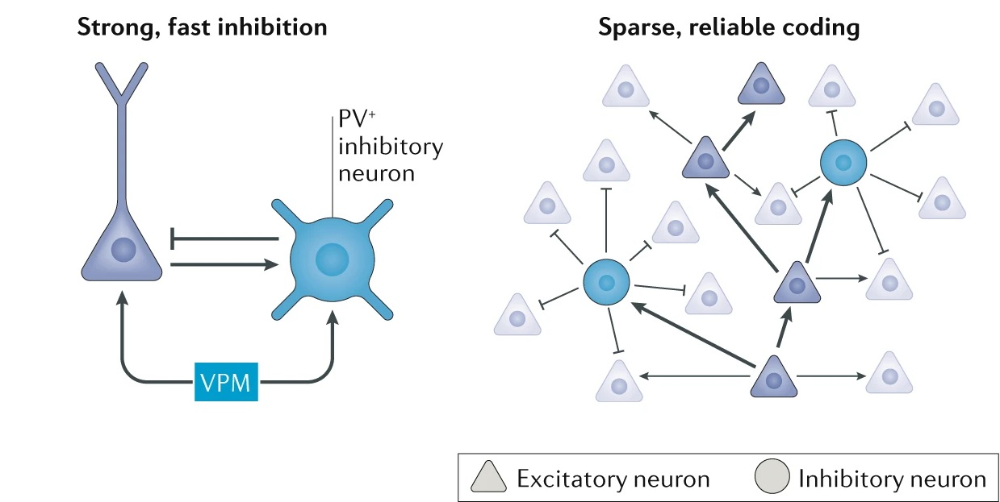 Strong, fast inhibition
Sparse, reliable coding
PV⁺
inhibitory
neuron
VPM
Excitatory neuron
Inhibitory neuron